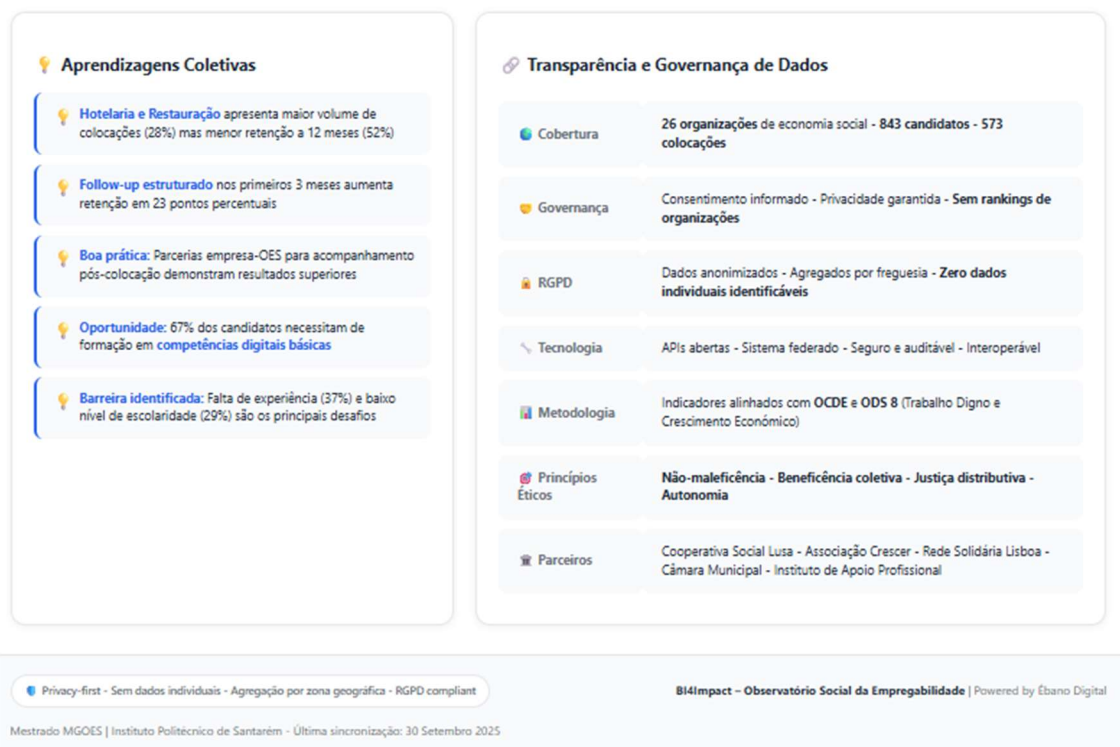 Aprendizagens Coletivas
Hotelaria e Restauração apresenta maior volume de
colocações (28%) mas menor retenção a 12 meses (52%)
Follow-up estruturado nos primeiros 3 meses aumenta
retenção em 23 pontos percentuais
Boa prática: Parcerias empresa-OES para acompanhamento
pós-colocação demonstram resultados superiores
Oportunidade: 67% dos candidatos necessitam de
formação em competências digitais básicas
Barreira identificada: Falta de experiência (37%) e baixo
nível de escolaridade (29%) são os principais desafios
Transparência e Governança de Dados
Cobertura
26 organizações de economia social - 843 candidatos - 573
colocações
Governança
Consentimento informado - Privacidade garantida - Sem rankings de
organizações
RGPD
Dados anonimizados - Agregados por freguesia - Zero dados
individuais identificáveis
Tecnologia
APIs abertas - Sistema federado - Seguro e auditável - Interoperável
Metodologia
Indicadores alinhados com OCDE e ODS 8 (Trabalho Digno e
Crescimento Económico)
Princípios
Éticos
Não-maleficência - Beneficência coletiva - Justiça distributiva -
Autonomia
Parceiros
Cooperativa Social Lusa - Associação Crescer - Rede Solidária Lisboa -
Câmara Municipal - Instituto de Apoio Profissional
Privacy-first - Sem dados individuais - Agregação por zona geográfica - RGPD compliant
BI4Impact – Observatório Social da Empregabilidade | Powered by Ébano Digital
Mestrado MGOES | Instituto Politécnico de Santarém - Última sincronização: 30 Setembro 2025